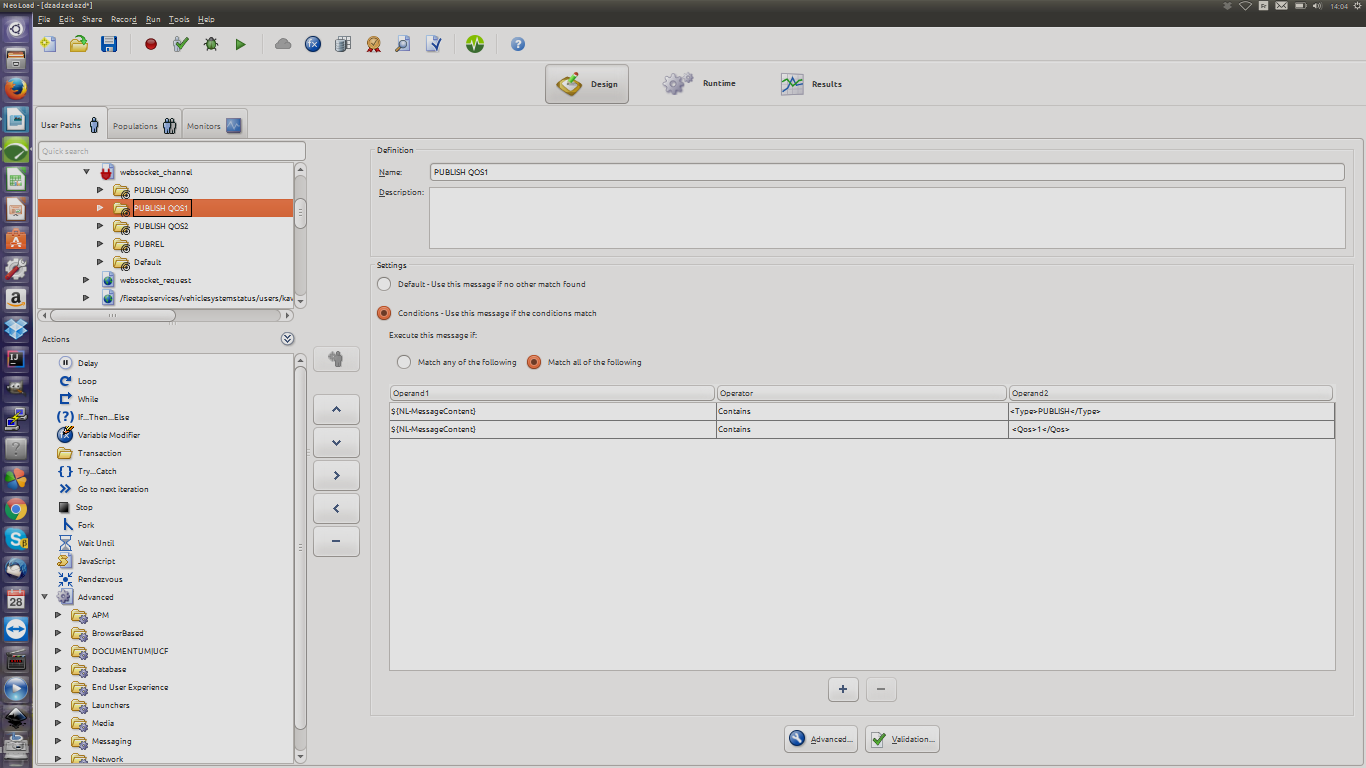 NeoLoad - [dzadzedazd*]
Fr
14:04
File Edit Share Record Run Tools Help
Design
Runtime
Results
User Paths
Populations
Monitors
Quick search
websocket_channel
PUBLISH QOS0
PUBLISH QOS1
PUBLISH QOS2
PUBREL
Default
websocket_request
/fleetapiservices/vehiclesystemstatus/users/kav
Actions
Delay
Loop
While
If...Then...Else
Variable Modifier
Transaction
Try...Catch
Go to next iteration
Stop
Fork
Wait Until
JavaScript
Rendezvous
Advanced
APM
BrowserBased
DOCUMENTUM|UCF
Database
End User Experience
Launchers
Media
Messaging
Network
Definition
Name:
PUBLISH QOS1
Description:
Settings
Default - Use this message if no other match found
Conditions - Use this message if the conditions match
Execute this message if:
Match any of the following
Match all of the following
Operand1 Operator Operand2
${NL-MessageContent} Contains <Type>PUBLISH</Type>
${NL-MessageContent} Contains <Qos>1</Qos>
Advanced...
Validation...
28